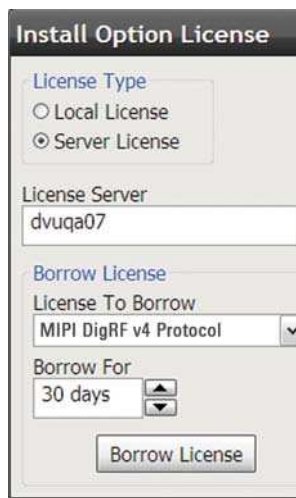 Install Option License
License Type
Local License
Server License
License Server
dvuqa07
Borrow License
License To Borrow
MIPI DigRF v4 Protocol
Borrow For
30 days
Borrow License